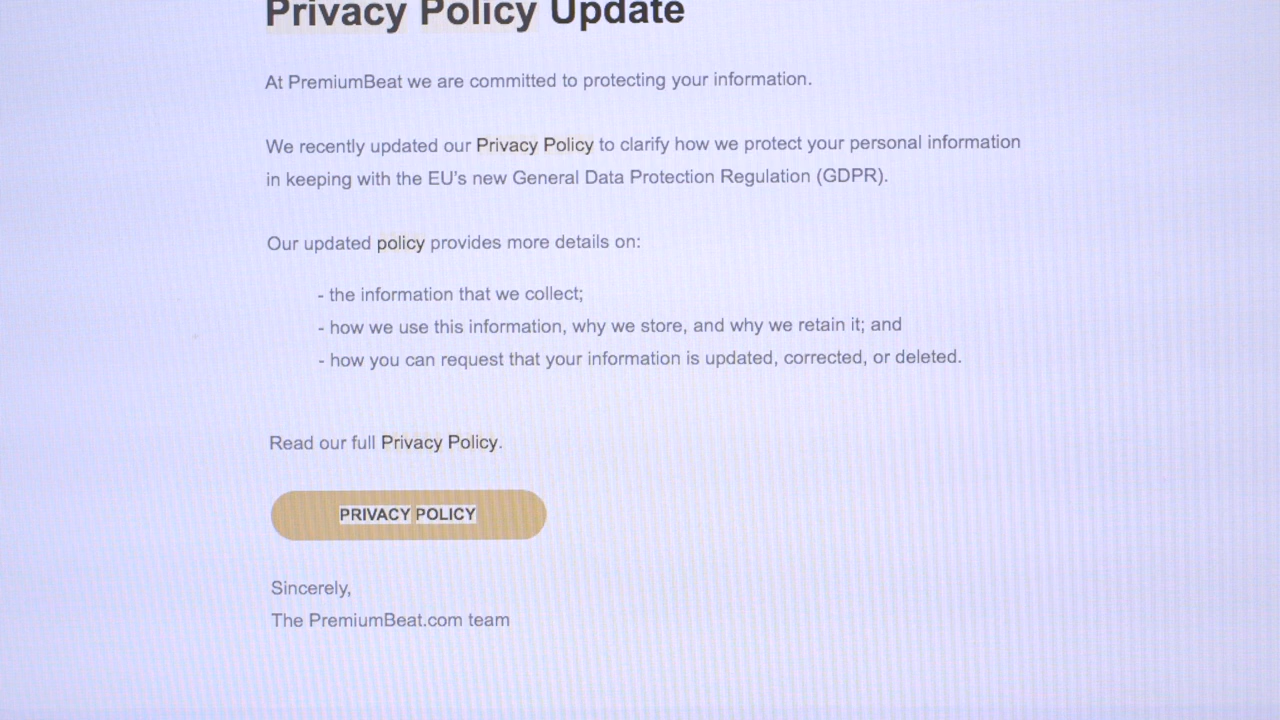 Privacy Policy Update
At PremiumBeat we are committed to protecting your information.
We recently updated our Privacy Policy to clarify how we protect your personal information
in keeping with the EU’s new General Data Protection Regulation (GDPR).
Our updated policy provides more details on:
- the information that we collect;
- how we use this information, why we store, and why we retain it; and
- how you can request that your information is updated, corrected, or deleted.
Read our full Privacy Policy.
PRIVACY POLICY
Sincerely,
The PremiumBeat.com team